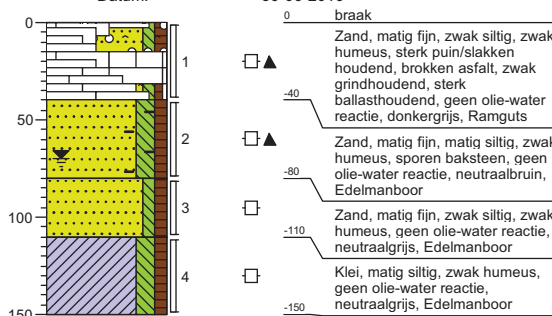 Datum:
0
50
100
150
1
2
3
4
0 braak
Zand, matig fijn, zwak siltig, zwak
humeus, sterk puin/slakken
houdend, brokken asfalt, zwak
grindhoudend, sterk
ballasthoudend, geen olie-water
reactie, donkergrijs, Ramguts
-40
Zand, matig fijn, matig siltig, zwak
humeus, sporen baksteen, geen
olie-water reactie, neutraalbruin,
Edelmanboor
-80
Zand, matig fijn, zwak siltig, zwak
humeus, geen olie-water reactie,
neutraalgrijs, Edelmanboor
-110
Klei, matig siltig, zwak humeus,
geen olie-water reactie,
neutraalgrijs, Edelmanboor
-150